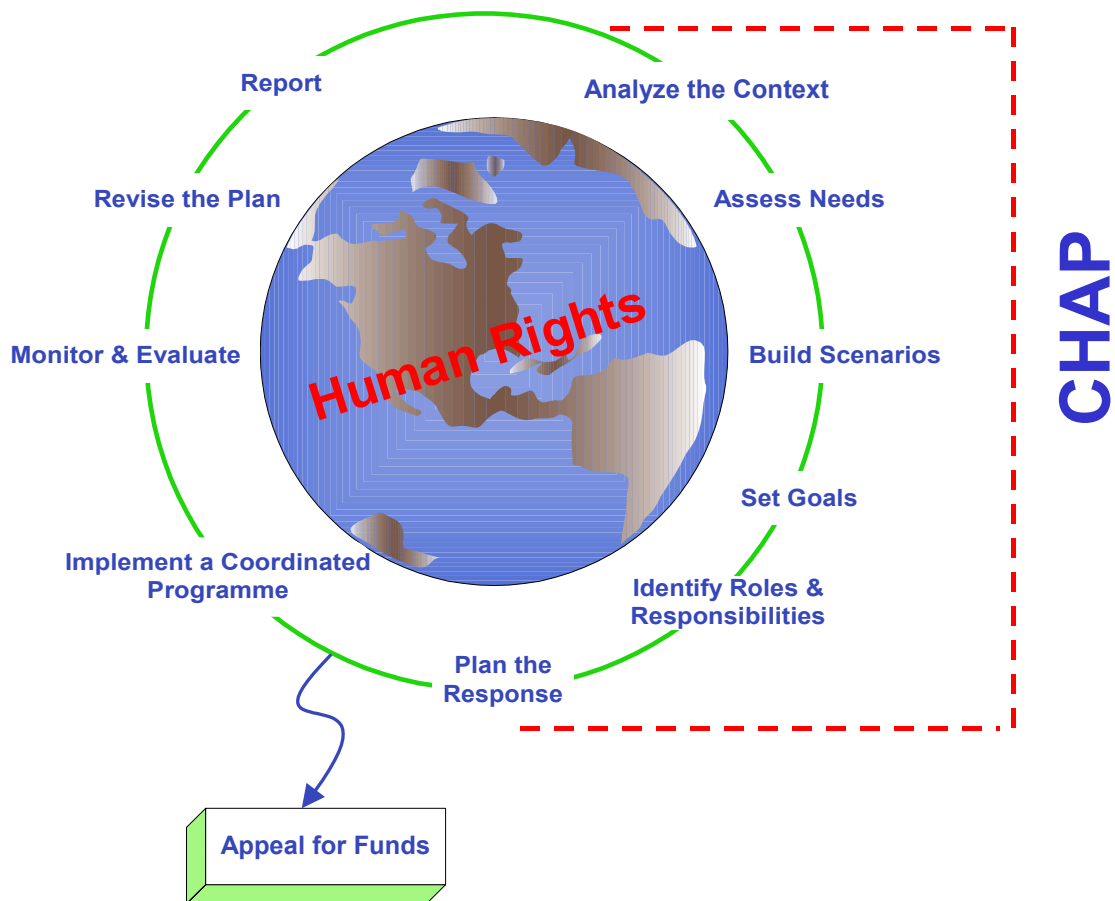 Report
Analyze the Context
Revise the Plan
Assess Needs
CHAP
Human Rights
Monitor & Evaluate
Build Scenarios
Set Goals
Implement a Coordinated
Programme
Identify Roles &
Responsibilities
Plan the
Response
Appeal for Funds